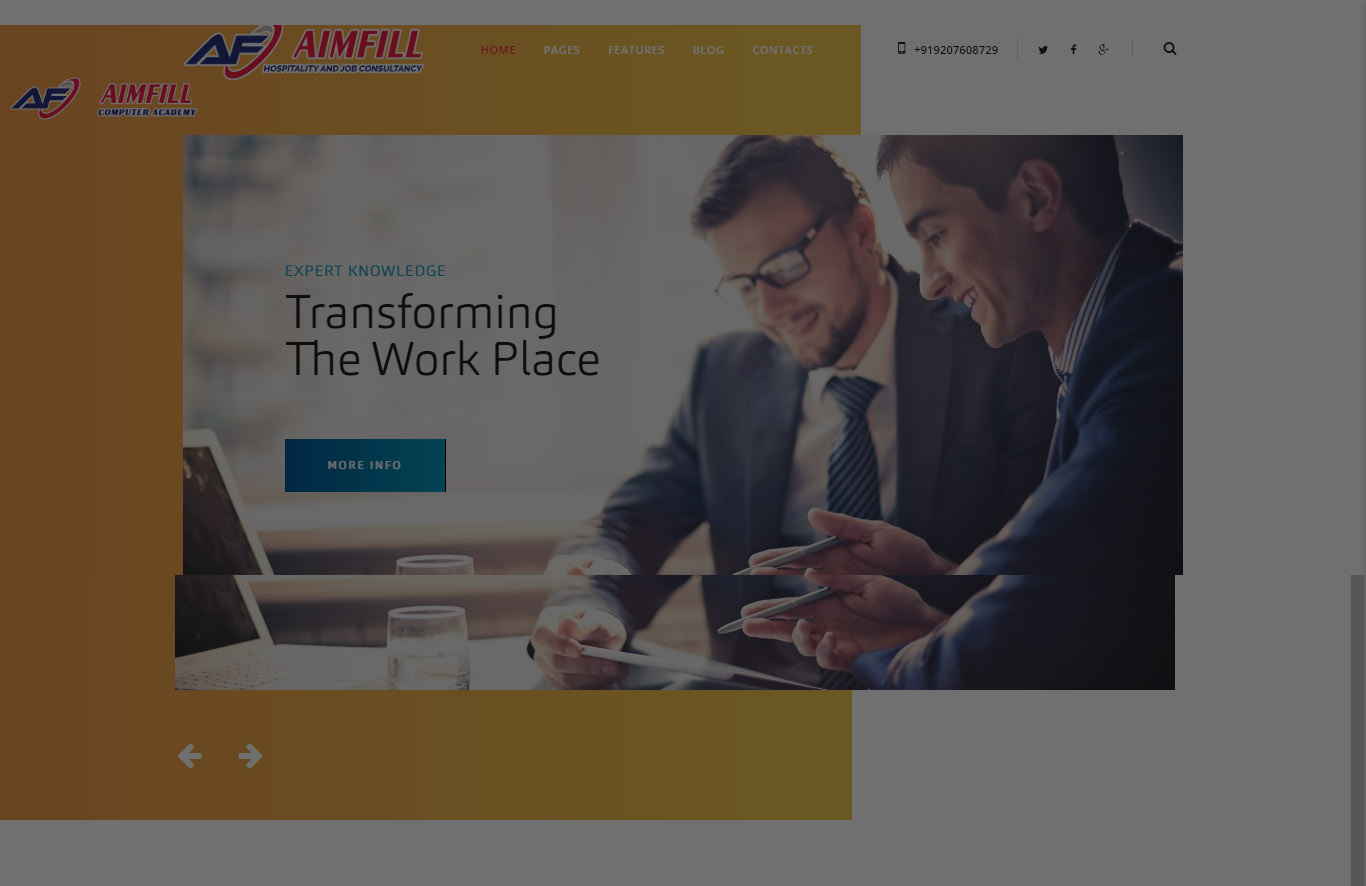 AF AIMFILL
HOSPITALITY AND JOB CONSULTANCY
HOME PAGES FEATURES BLOG CONTACTS
+919207608729
AF AIMFILL
COMPUTER ACADEMY
EXPERT KNOWLEDGE
Transforming
The Work Place
MORE INFO